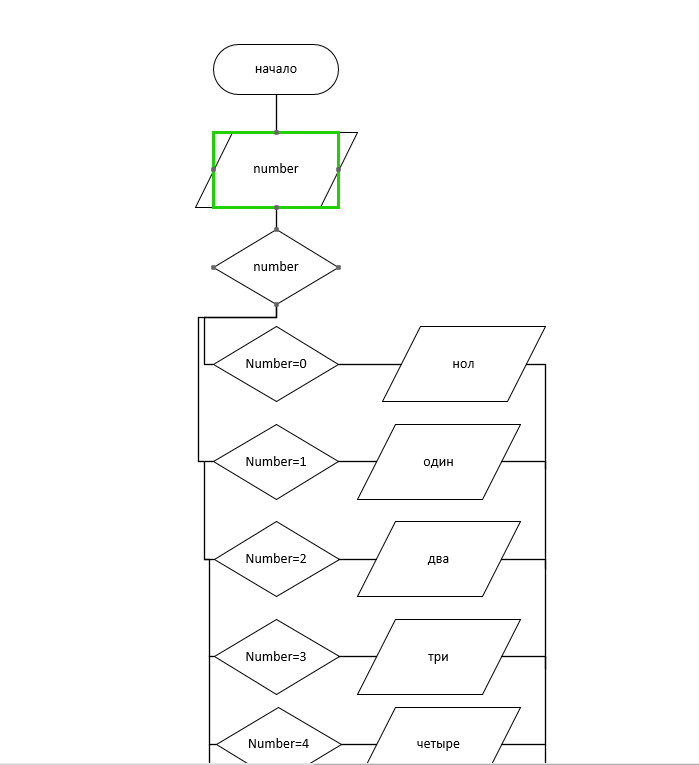 начало
number
number
Number=0
нол
Number=1
один
Number=2
два
Number=3
три
Number=4
четыре